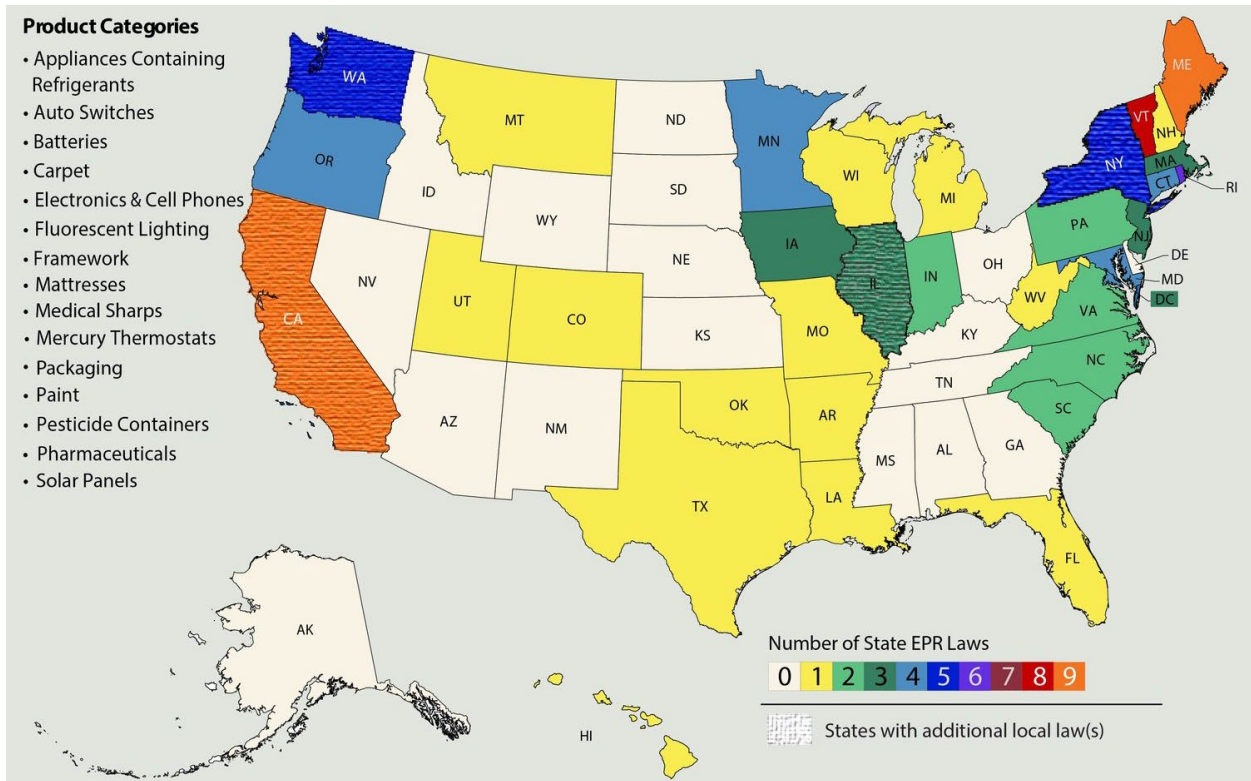 Product Categories
• Appliances Containing
Refrigerants
• Auto Switches
• Batteries
• Carpet
• Electronics & Cell Phones
• Fluorescent Lighting
• Framework
• Mattresses
• Medical Sharps
• Mercury Thermostats
• Packaging
• Paint
• Pesticide Containers
• Pharmaceuticals
• Solar Panels
WA
OR
CA
ID
NV
MT
WY
UT
CO
AZ
NM
ND
SD
NE
KS
OK
TX
MN
IA
MO
AR
LA
WI
IL
MI
IN
OH
KY
TN
MS
AL
GA
FL
SC
NC
VA
WV
PA
NY
VT
NH
ME
MA
CT
RI
NJ
DE
MD
DC
AK
HI
Number of State EPR Laws
0 1 2 3 4 5 6 7 8 9
States with additional local law(s)